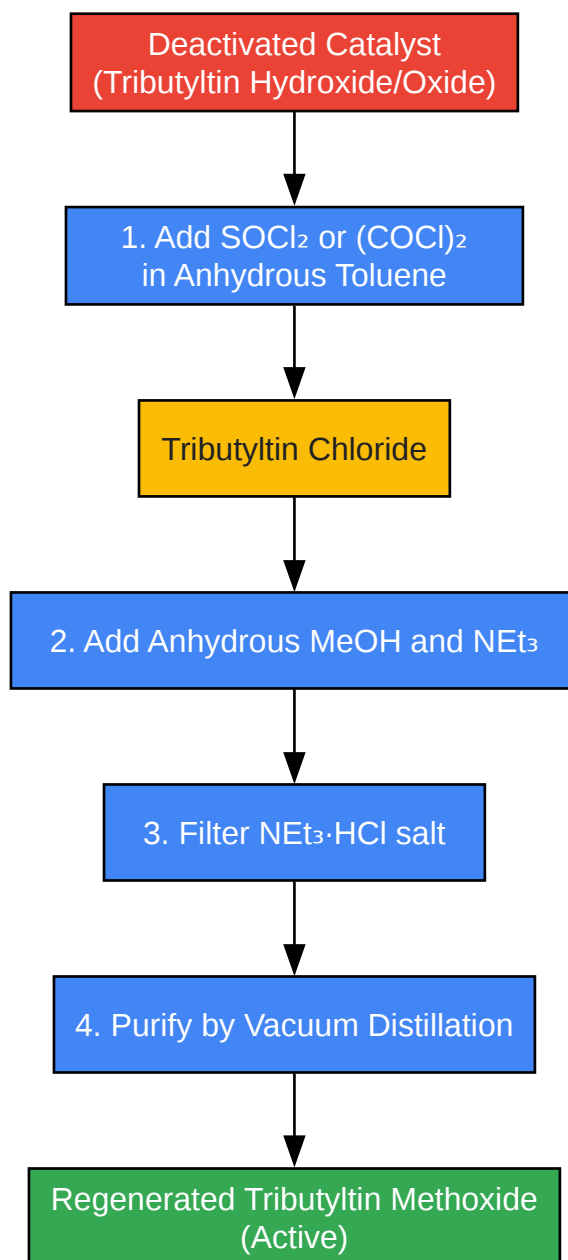 Deactivated Catalyst
(Tributyltin Hydroxide/Oxide)
1. Add SOCl₂ or (COCl)₂
in Anhydrous Toluene
Tributyltin Chloride
2. Add Anhydrous MeOH and NEt₃
3. Filter NEt₃·HCl salt
4. Purify by Vacuum Distillation
Regenerated Tributyltin Methoxide
(Active)